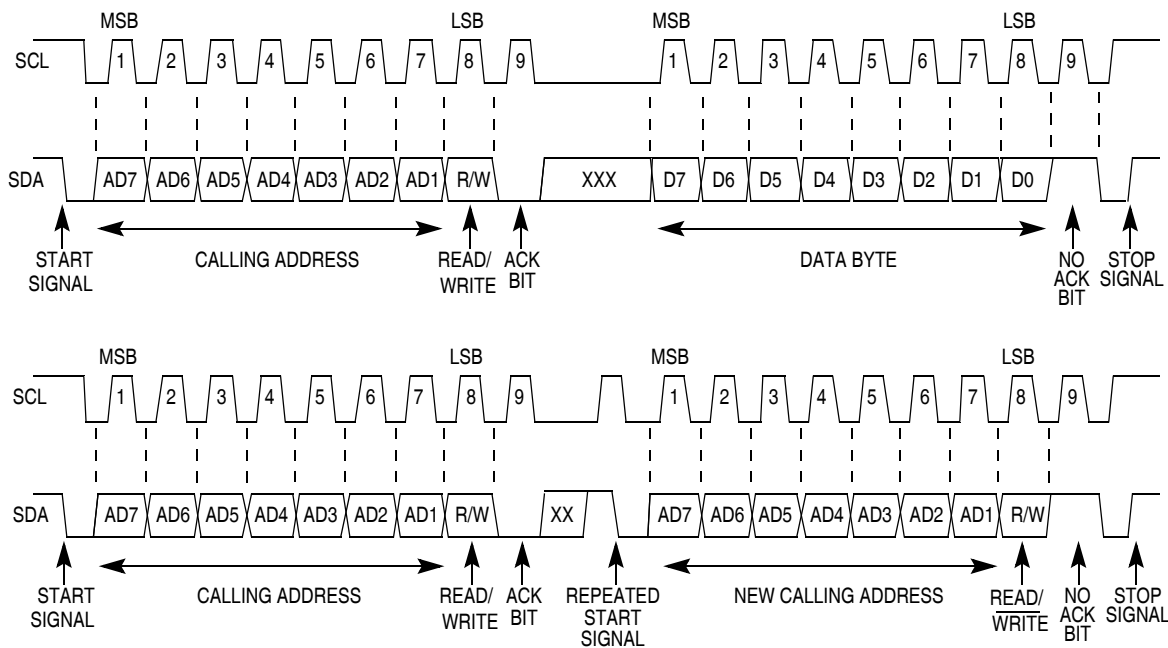 MSB LSB MSB LSB
SCL 1 2 3 4 5 6 7 8 9 1 2 3 4 5 6 7 8 9
SDA AD7 AD6 AD5 AD4 AD3 AD2 AD1 R/W XXX D7 D6 D5 D4 D3 D2 D1 D0
START SIGNAL
CALLING ADDRESS
READ/
WRITE
ACK
BIT
DATA BYTE
NO
ACK
BIT
STOP
SIGNAL
MSB LSB MSB LSB
SCL 1 2 3 4 5 6 7 8 9 1 2 3 4 5 6 7 8 9
SDA AD7 AD6 AD5 AD4 AD3 AD2 AD1 R/W XX AD7 AD6 AD5 AD4 AD3 AD2 AD1 R/W
START
SIGNAL
CALLING ADDRESS
READ/
WRITE
ACK
BIT
REPEATED
START
SIGNAL
NEW CALLING ADDRESS
READ/
WRITE
NO
ACK
BIT
STOP
SIGNAL